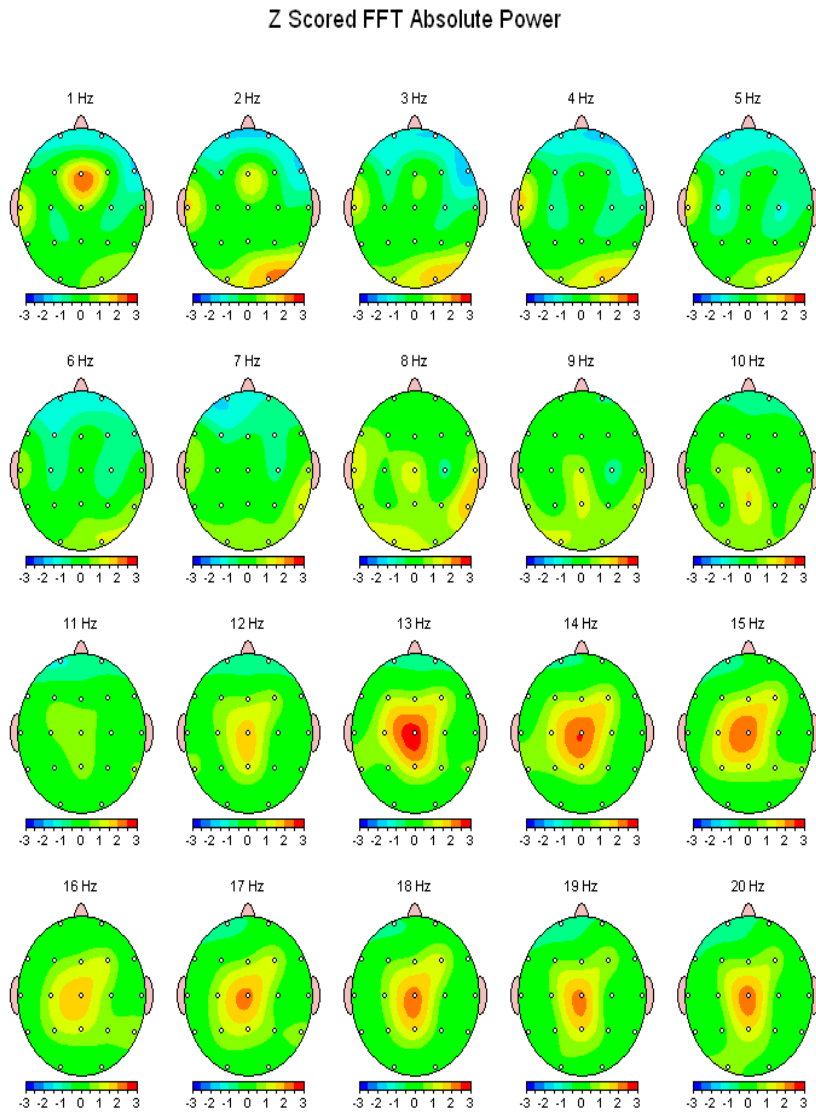 Z Scored FFT Absolute Power
1 Hz 2 Hz 3 Hz 4 Hz 5 Hz
-3 -2 -1 0 1 2 3 -3 -2 -1 0 1 2 3 -3 -2 -1 0 1 2 3 -3 -2 -1 0 1 2 3 -3 -2 -1 0 1 2 3
6 Hz 7 Hz 8 Hz 9 Hz 10 Hz
-3 -2 -1 0 1 2 3 -3 -2 -1 0 1 2 3 -3 -2 -1 0 1 2 3 -3 -2 -1 0 1 2 3 -3 -2 -1 0 1 2 3
11 Hz 12 Hz 13 Hz 14 Hz 15 Hz
-3 -2 -1 0 1 2 3 -3 -2 -1 0 1 2 3 -3 -2 -1 0 1 2 3 -3 -2 -1 0 1 2 3 -3 -2 -1 0 1 2 3
16 Hz 17 Hz 18 Hz 19 Hz 20 Hz
-3 -2 -1 0 1 2 3 -3 -2 -1 0 1 2 3 -3 -2 -1 0 1 2 3 -3 -2 -1 0 1 2 3 -3 -2 -1 0 1 2 3